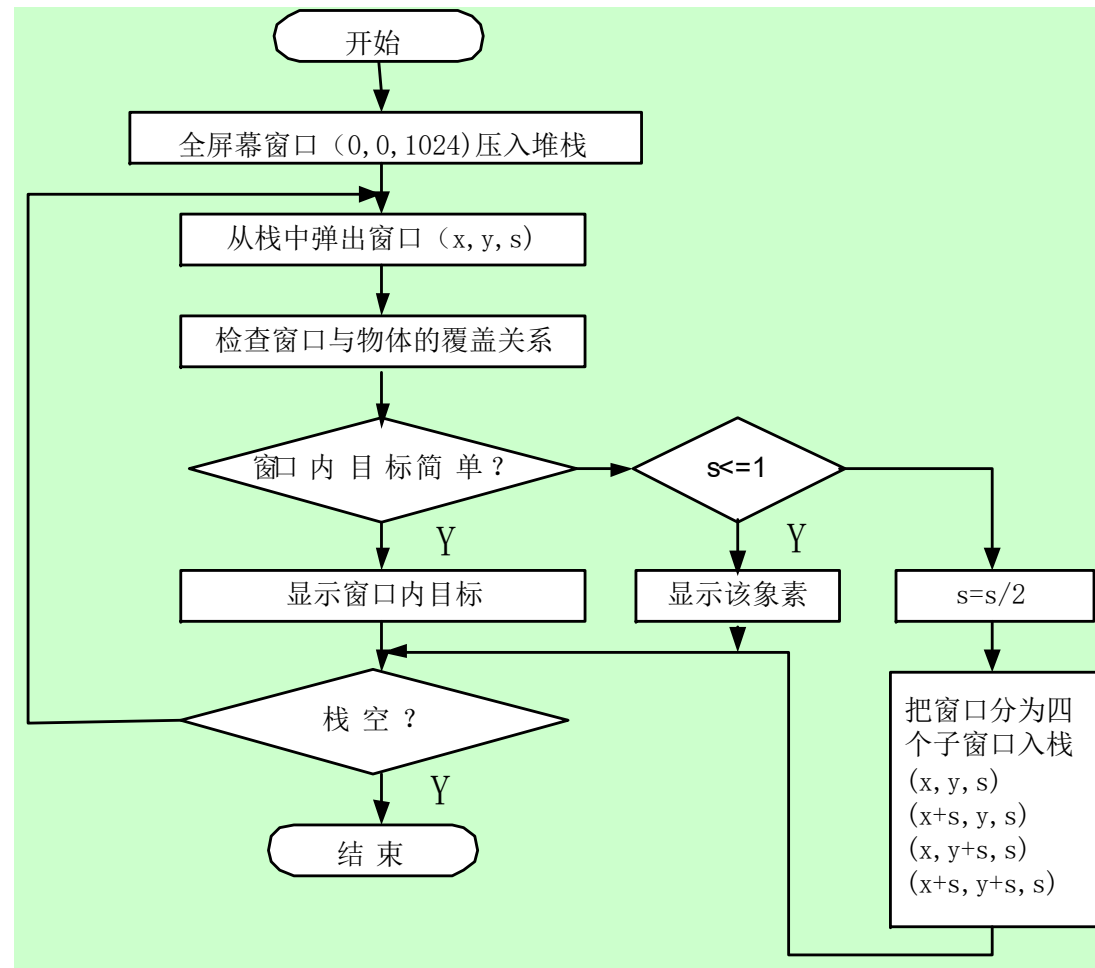 开始
全屏幕窗口（0,0,1024)压入堆栈
从栈中弹出窗口（x,y,s)
检查窗口与物体的覆盖关系
窗口内目标简单？
s<=1
Y
Y
显示窗口内目标
显示该象素
s=s/2
栈空？
把窗口分为四
个子窗口入栈
(x,y,s)
(x+s,y,s)
(x,y+s,s)
(x+s,y+s,s)
Y
结束